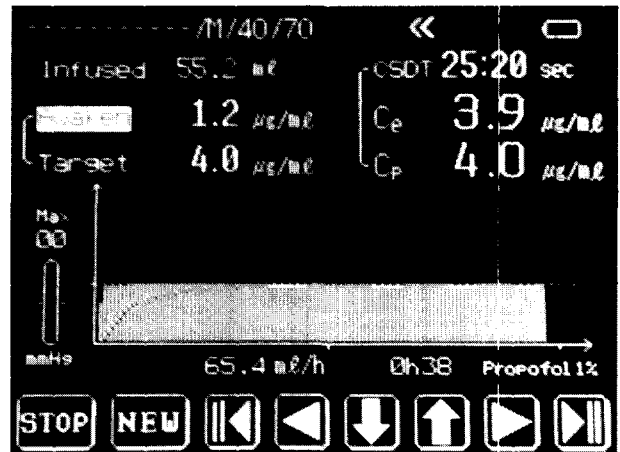 - - - - - - - - - - -/M/40/70 «
Infused 55.2 mℓ CSDT 25:20 sec
Awaken 1.2 µg/mℓ Ce 3.9 µg/mℓ
Target 4.0 µg/mℓ Cp 4.0 µg/mℓ
Max
00
mmHg 65.4 mℓ/h 0h38 Propofol 1%
STOP NEW